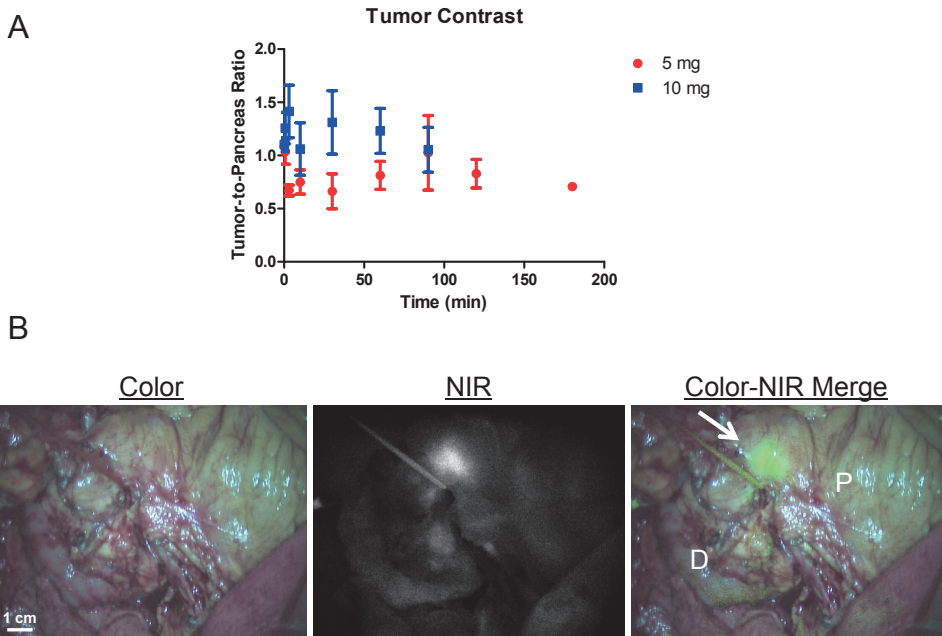 A
Tumor Contrast
Tumor-to-Pancreas Ratio
2.0
1.5
1.0
0.5
0.0
0 50 100 150 200
Time (min)
5 mg
10 mg
B
Color NIR Color-NIR Merge
P
D
1 cm